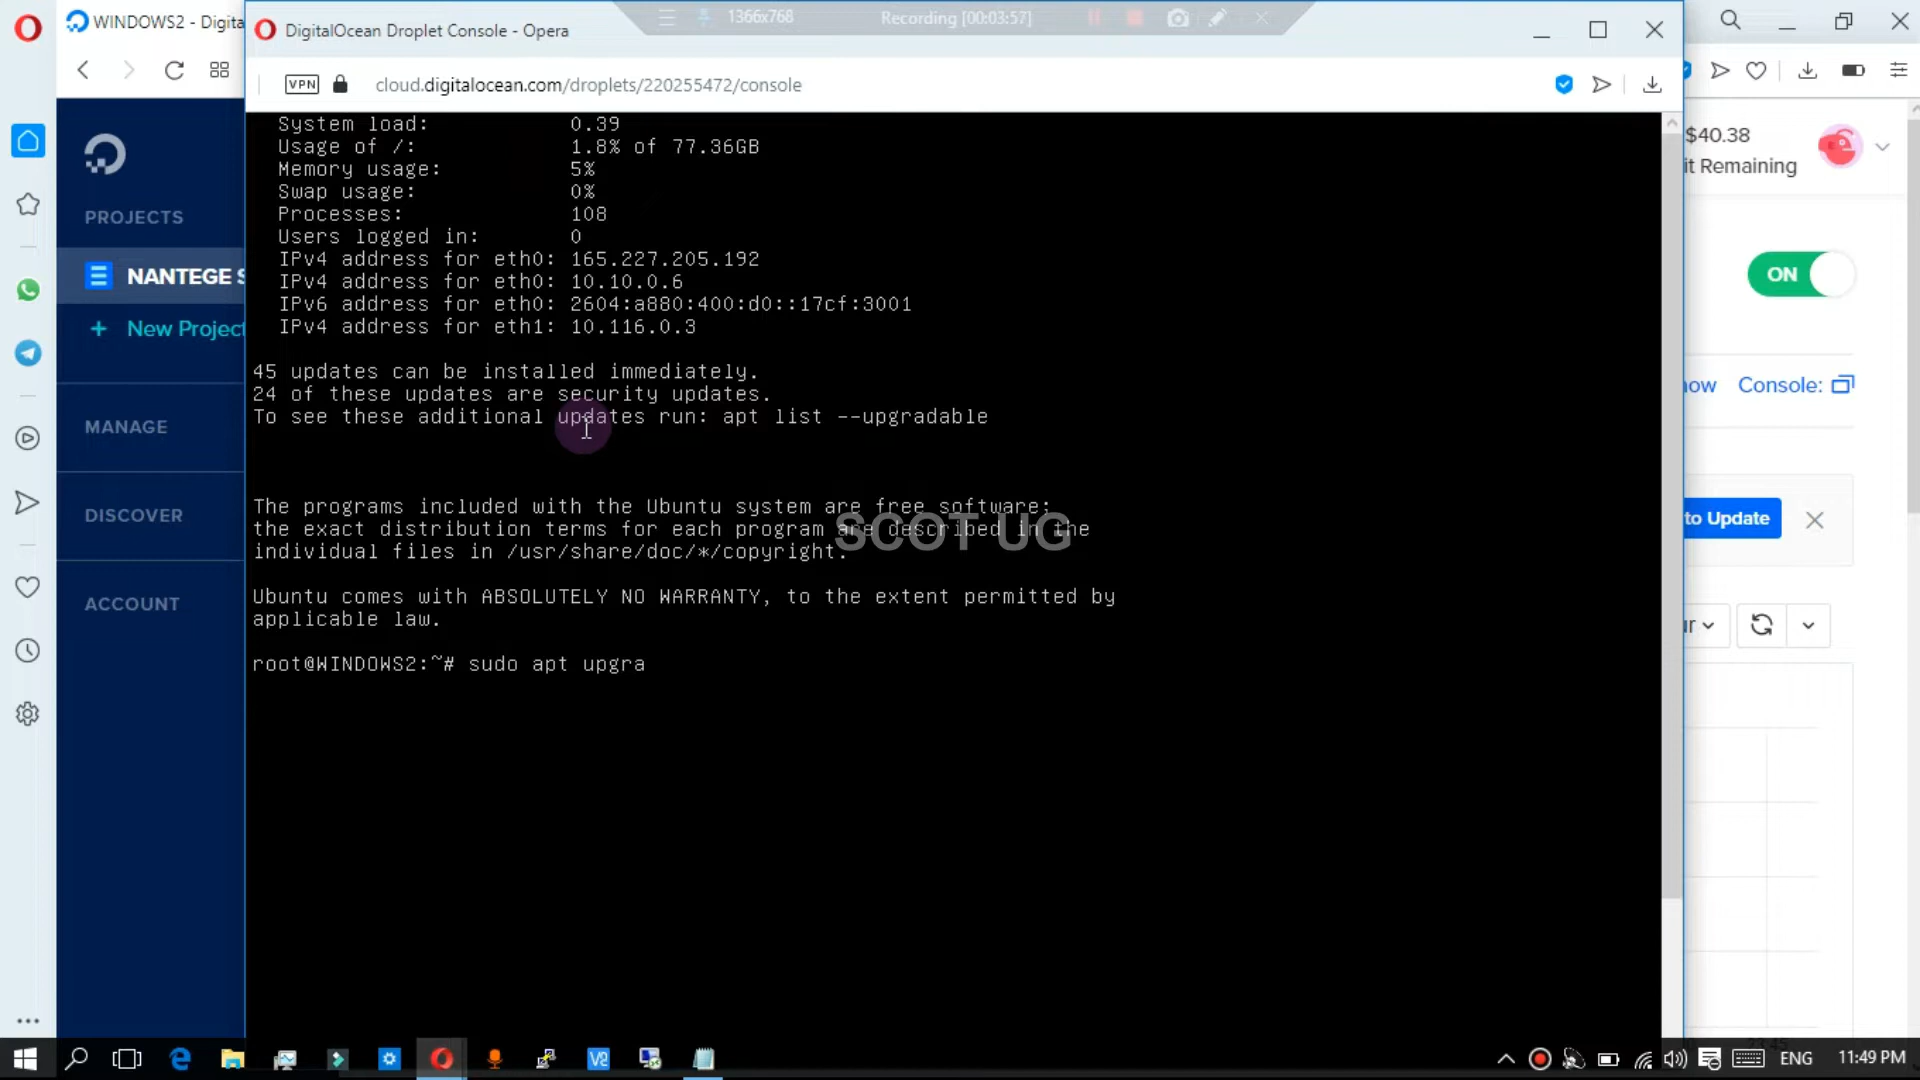 WINDOWS2 - Digita
1366x768
Recording [00:03:57]
DigitalOcean Droplet Console - Opera
VPN
cloud.digitalocean.com/droplets/220255472/console
$40.38
it Remaining
PROJECTS
NANTEGE S
+ New Project
MANAGE
DISCOVER
ACCOUNT
ON
Console:
to Update
System load: 0.39
Usage of /: 1.8% of 77.36GB
Memory usage: 5%
Swap usage: 0%
Processes: 108
Users logged in: 0
IPv4 address for eth0: 165.227.205.192
IPv4 address for eth0: 10.10.0.6
IPv6 address for eth0: 2604:a880:400:d0::17cf:3001
IPv4 address for eth1: 10.116.0.3
45 updates can be installed immediately.
24 of these updates are security updates.
To see these additional updates run: apt list --upgradable
The programs included with the Ubuntu system are free software;
the exact distribution terms for each program are described in the
individual files in /usr/share/doc/*/copyright.
SCOT UG
Ubuntu comes with ABSOLUTELY NO WARRANTY, to the extent permitted by
applicable law.
root@WINDOWS2:~# sudo apt upgra
ENG
11:49 PM